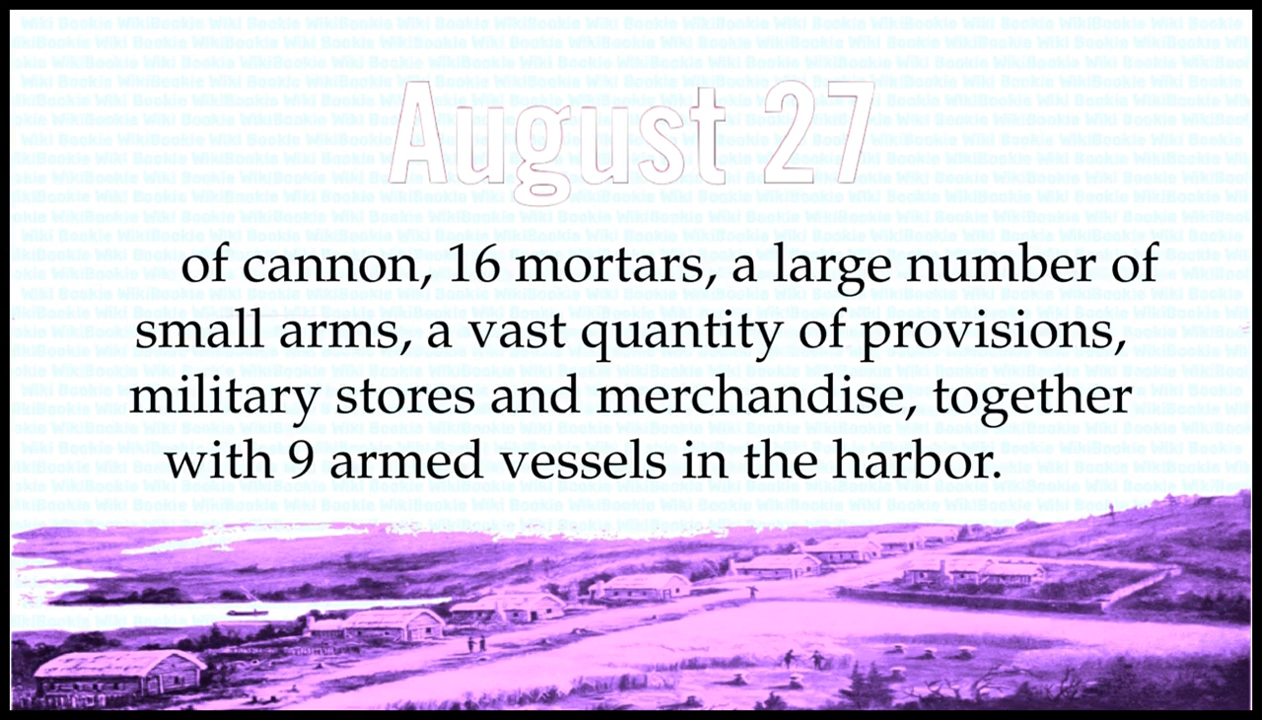 August 27
of cannon, 16 mortars, a large number of
small arms, a vast quantity of provisions,
military stores and merchandise, together
with 9 armed vessels in the harbor.